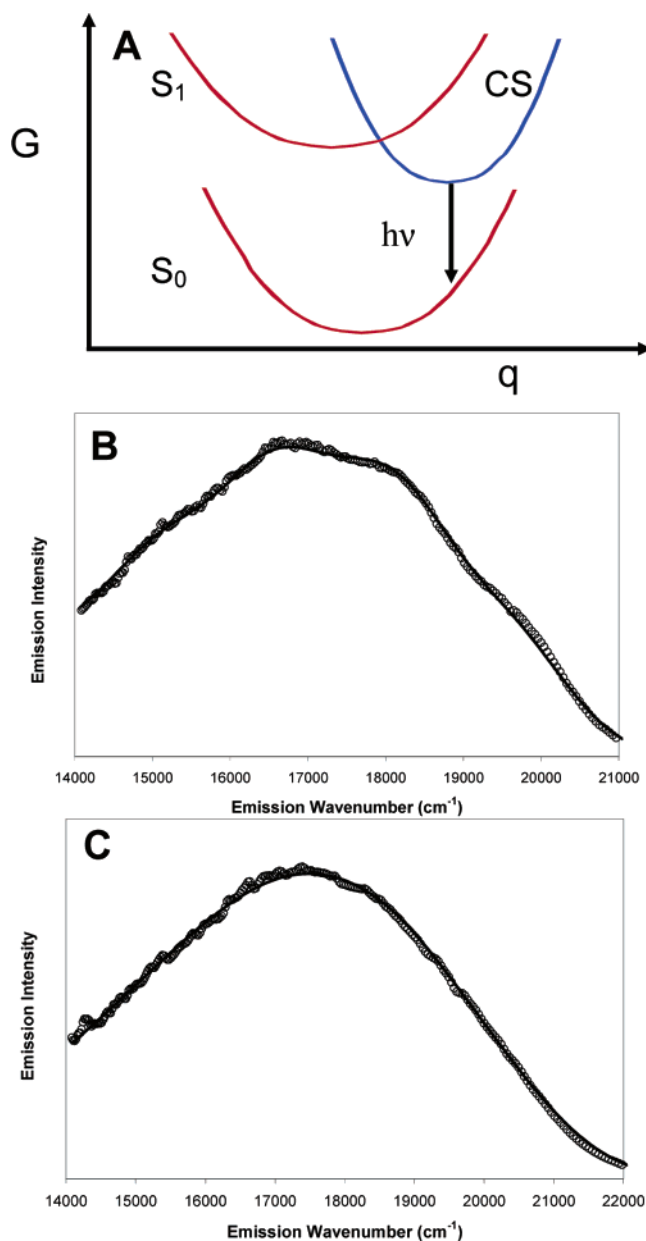 A
S₁
CS
G
hν
S₀
q
B
Emission Intensity
14000 15000 16000 17000 18000 19000 20000 21000
Emission Wavenumber (cm⁻¹)
C
Emission Intensity
14000 15000 16000 17000 18000 19000 20000 21000 22000
Emission Wavenumber (cm⁻¹)